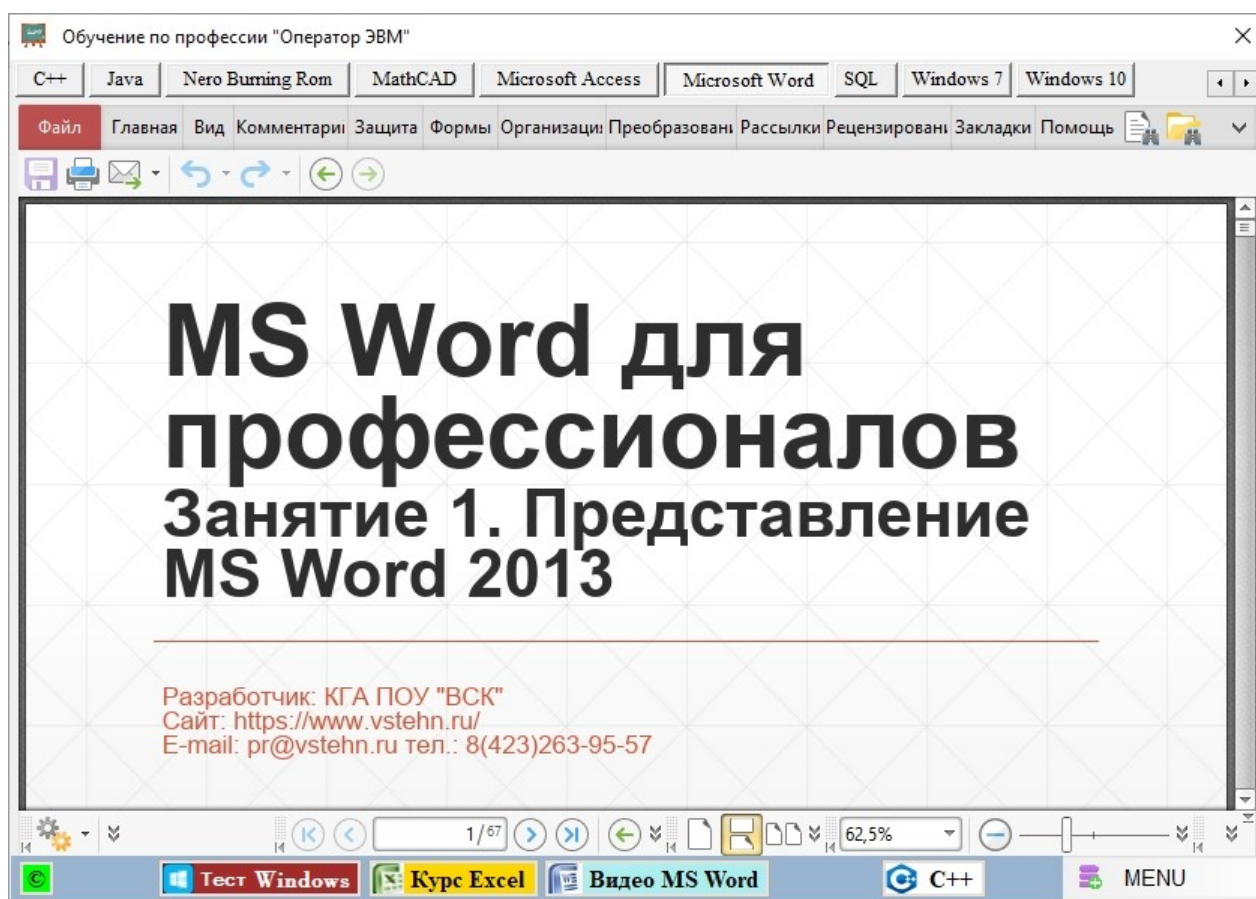 Обучение по профессии "Оператор ЭВМ"
C++ Java Nero Burning Rom MathCAD Microsoft Access Microsoft Word SQL Windows 7 Windows 10
Файл Главная Вид Комментари Защита Формы Организаци Преобразован Рассылки Рецензирован Закладки Помощь
MS Word для
профессионалов
Занятие 1. Представление
MS Word 2013
Разработчик: КГА ПОУ "ВСК"
Сайт: https://www.vstehn.ru/
E-mail: pr@vstehn.ru тел.: 8(423)263-95-57
1/67 62,5%
© Тест Windows Курс Excel Видео MS Word C++ MENU